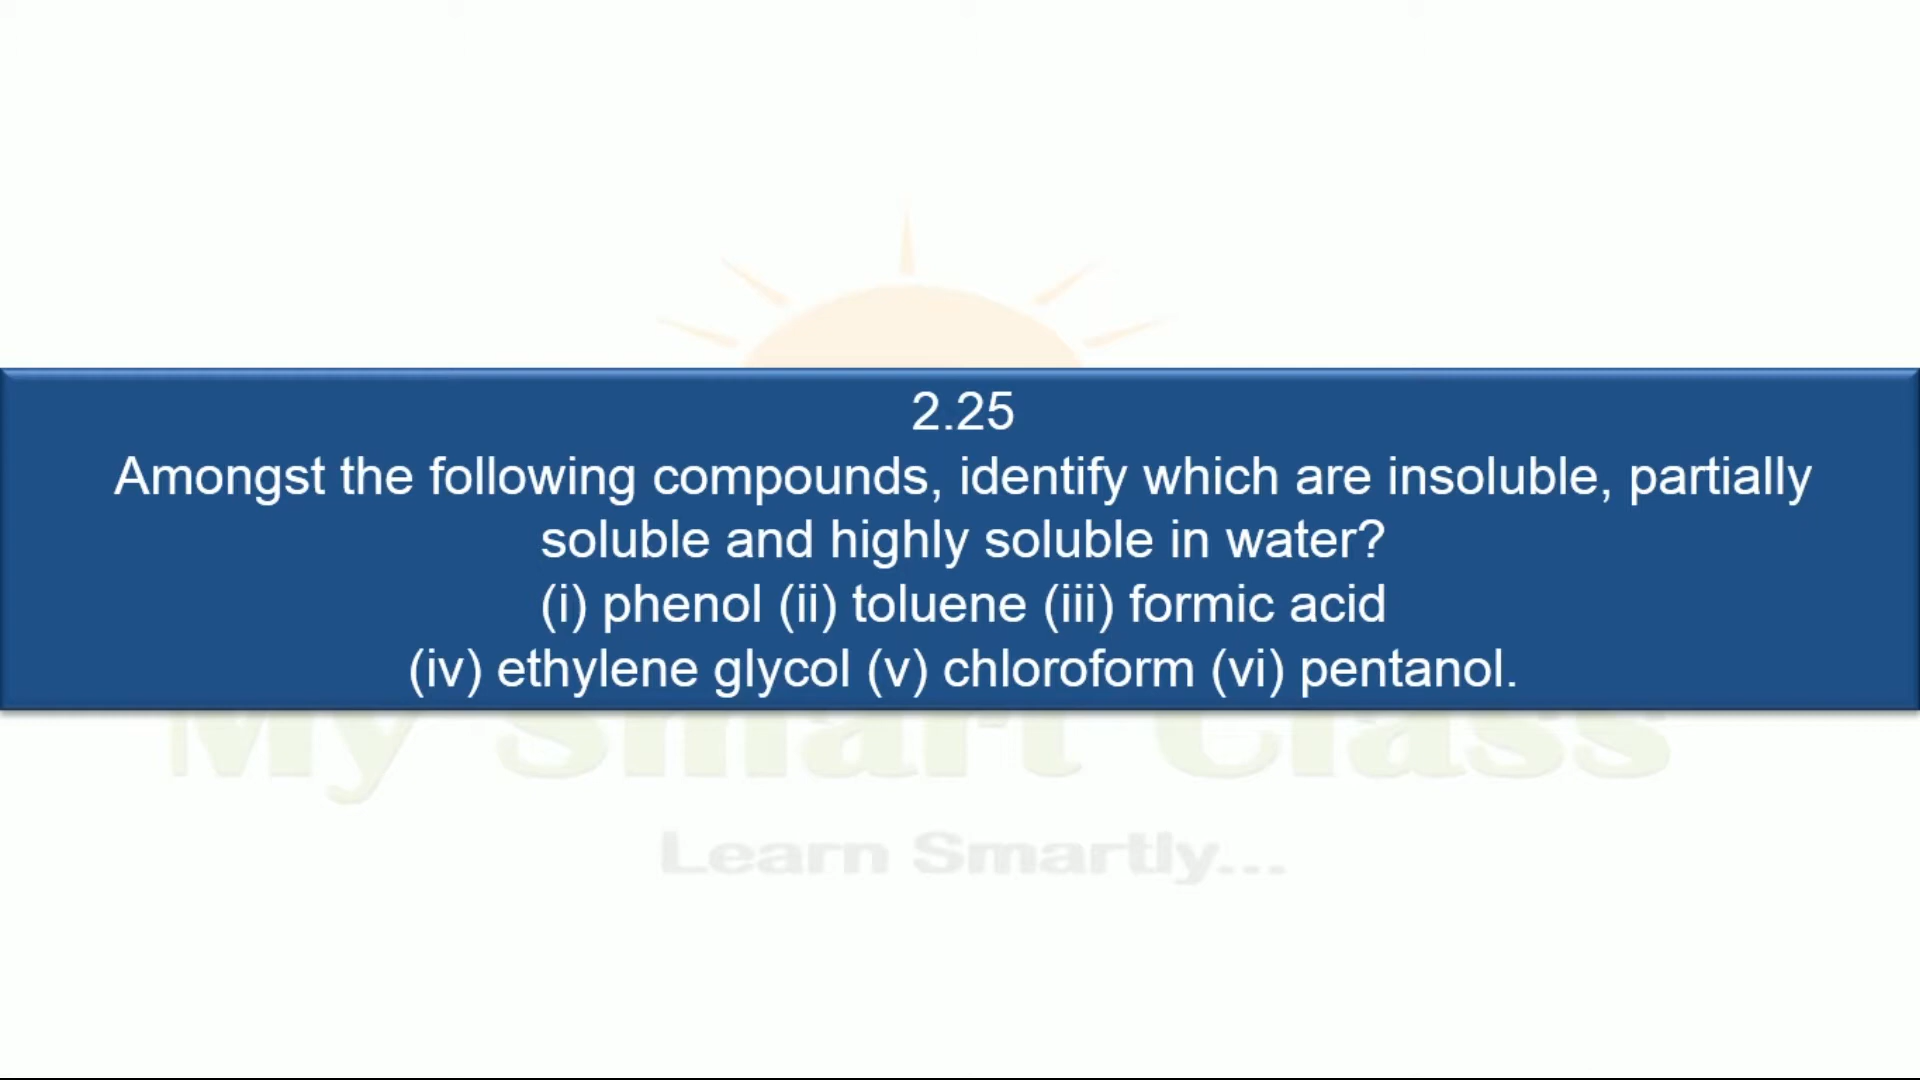 2.25
Amongst the following compounds, identify which are insoluble, partially
soluble and highly soluble in water?
(i) phenol (ii) toluene (iii) formic acid
(iv) ethylene glycol (v) chloroform (vi) pentanol.
My Smart Class
Learn Smartly...